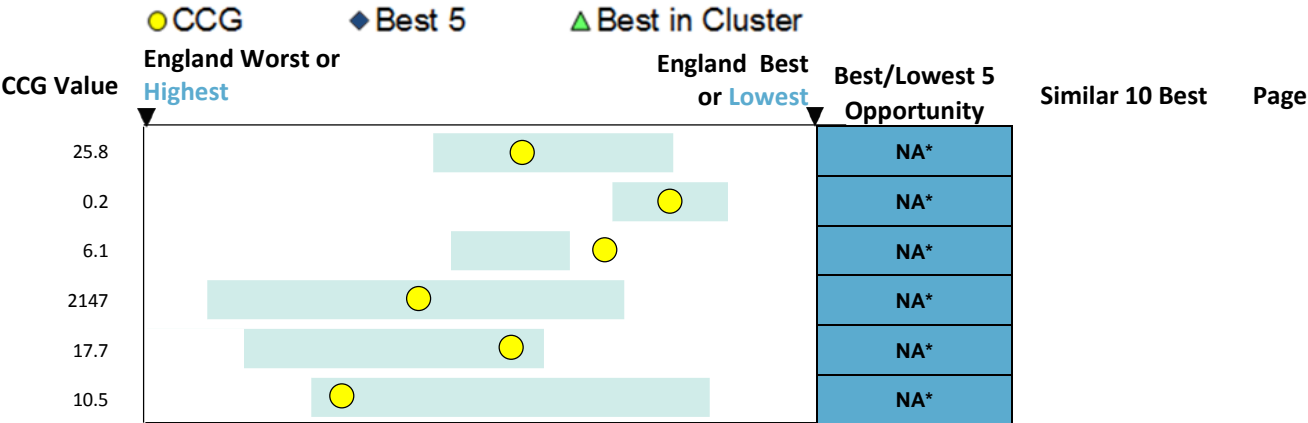 CCG Best 5 Best in Cluster
CCG Value
England Worst or
Highest
England Best
or Lowest
Best/Lowest 5
Opportunity
Similar 10 Best
Page
25.8 NA*
0.2 NA*
6.1 NA*
2147 NA*
17.7 NA*
10.5 NA*